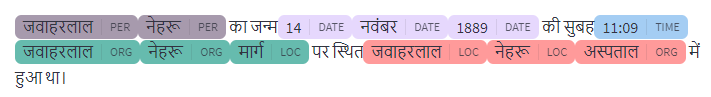 जवाहरलाल PER नेहरू PER का जन्म 14 DATE नवंबर DATE 1889 DATE की सुबह 11:09 TIME
जवाहरलाल ORG नेहरू ORG मार्ग LOC पर स्थित जवाहरलाल LOC नेहरू LOC अस्पताल ORG में
हुआ था।